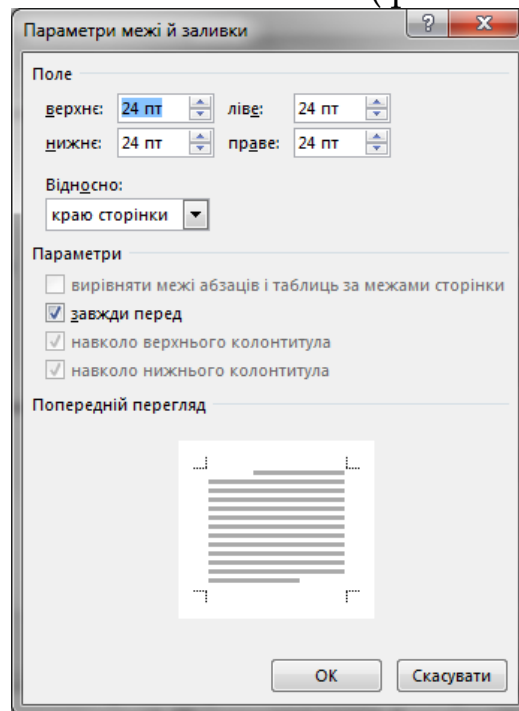 Параметри межі й заливки
Поле
верхнє: 24 пт ліве: 24 пт
нижнє: 24 пт праве: 24 пт
Відносно:
краю сторінки
Параметри
вирівняти межі абзаців і таблиць за межами сторінки
завжди перед
навколо верхнього колонтитула
навколо нижнього колонтитула
Попередній перегляд
ОК Скасувати